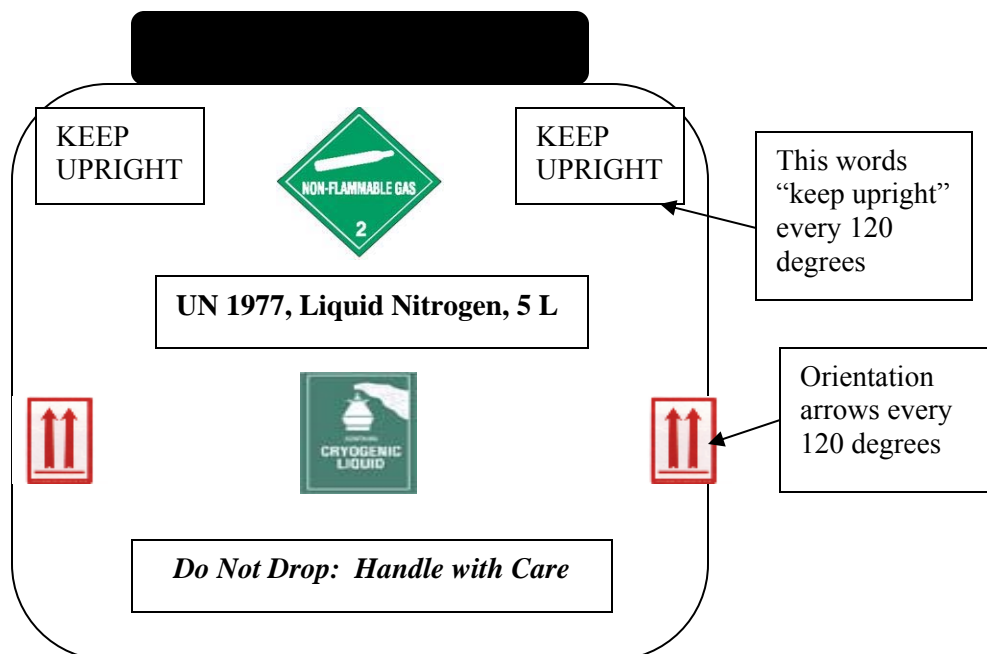 KEEP
UPRIGHT
NON-FLAMMABLE GAS
2
KEEP
UPRIGHT
This words
“keep upright”
every 120
degrees
UN 1977, Liquid Nitrogen, 5 L
Orientation
arrows every
120 degrees
CRYOGENIC
LIQUID
Do Not Drop: Handle with Care